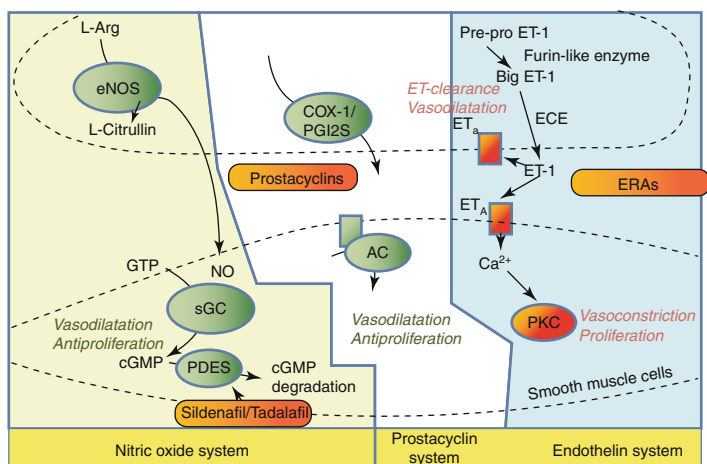 L-Arg
eNOS
L-Citrullin
GTP
NO
sGC
Vasodilatation
Antiproliferation
cGMP
PDES
cGMP
degradation
Sildenafil/Tadalafil
Nitric oxide system
COX-1/
PGI2S
Prostacyclins
AC
Vasodilatation
Antiproliferation
Prostacyclin
system
Pre-pro ET-1
Furin-like enzyme
Big ET-1
ET-clearance
Vasodilatation
ECE
ETa
ET-1
ERAs
ETA
Ca2+
PKC
Vasoconstriction
Proliferation
Smooth muscle cells
Endothelin system